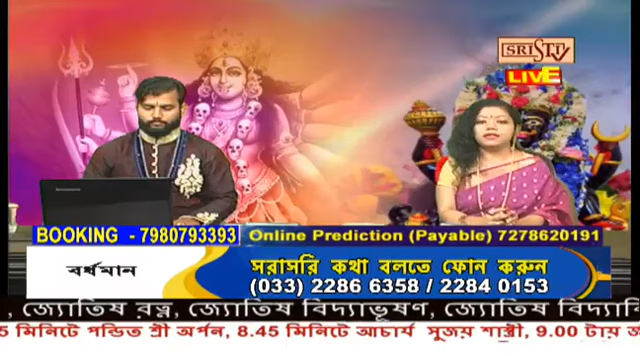 SRISTI TV
LIVE
BOOKING - 7980793393
Online Prediction (Payable) 7278620191
বর্ধমান
সরাসরি কথা বলতে ফোন করুন
(033) 2286 6358 / 2284 0153
, জ্যোতিষ রত্ন, জ্যোতিষ বিদ্যাভূষণ, জ্যোতিষ
5 মিনিটে পন্ডিত শ্রী অর্পন, 8.45 মিনিটে আচার্য সুজয় শাস্ত্রী, 9.00 টায়